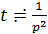 t ≓ 1/p²